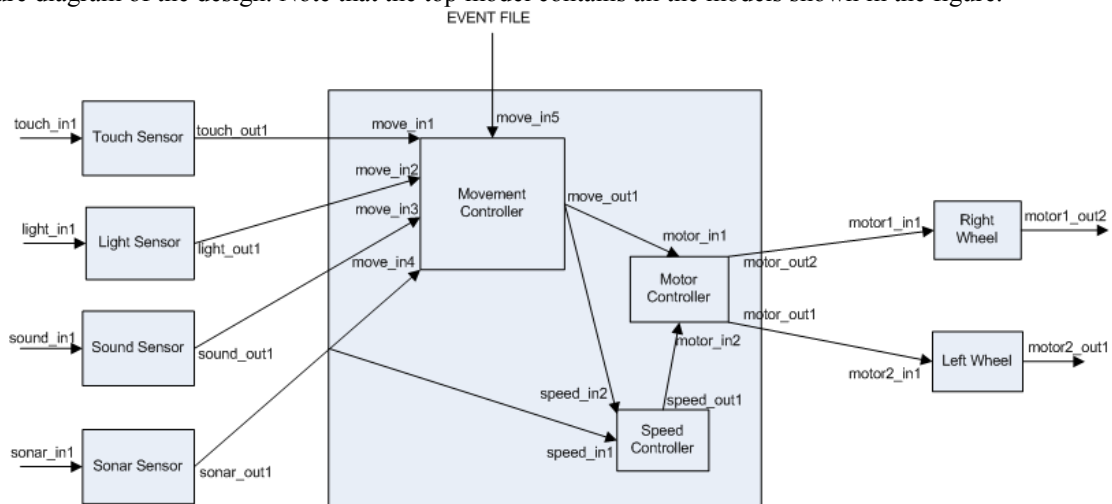 ure diagram of the design. Note that the top model contains all the models shown in the figure.
EVENT FILE
touch_in1
Touch Sensor
touch_out1
move_in1
move_in5
light_in1
Light Sensor
light_out1
move_in2
move_in3
move_in4
Movement
Controller
move_out1
sound_in1
Sound Sensor
sound_out1
sonar_in1
Sonar Sensor
sonar_out1
motor_in1
Motor
Controller
motor_out2
motor_out1
motor_in2
speed_in2
speed_out1
speed_in1
Speed
Controller
motor1_in1
Right
Wheel
motor1_out2
motor2_in1
Left Wheel
motor2_out1